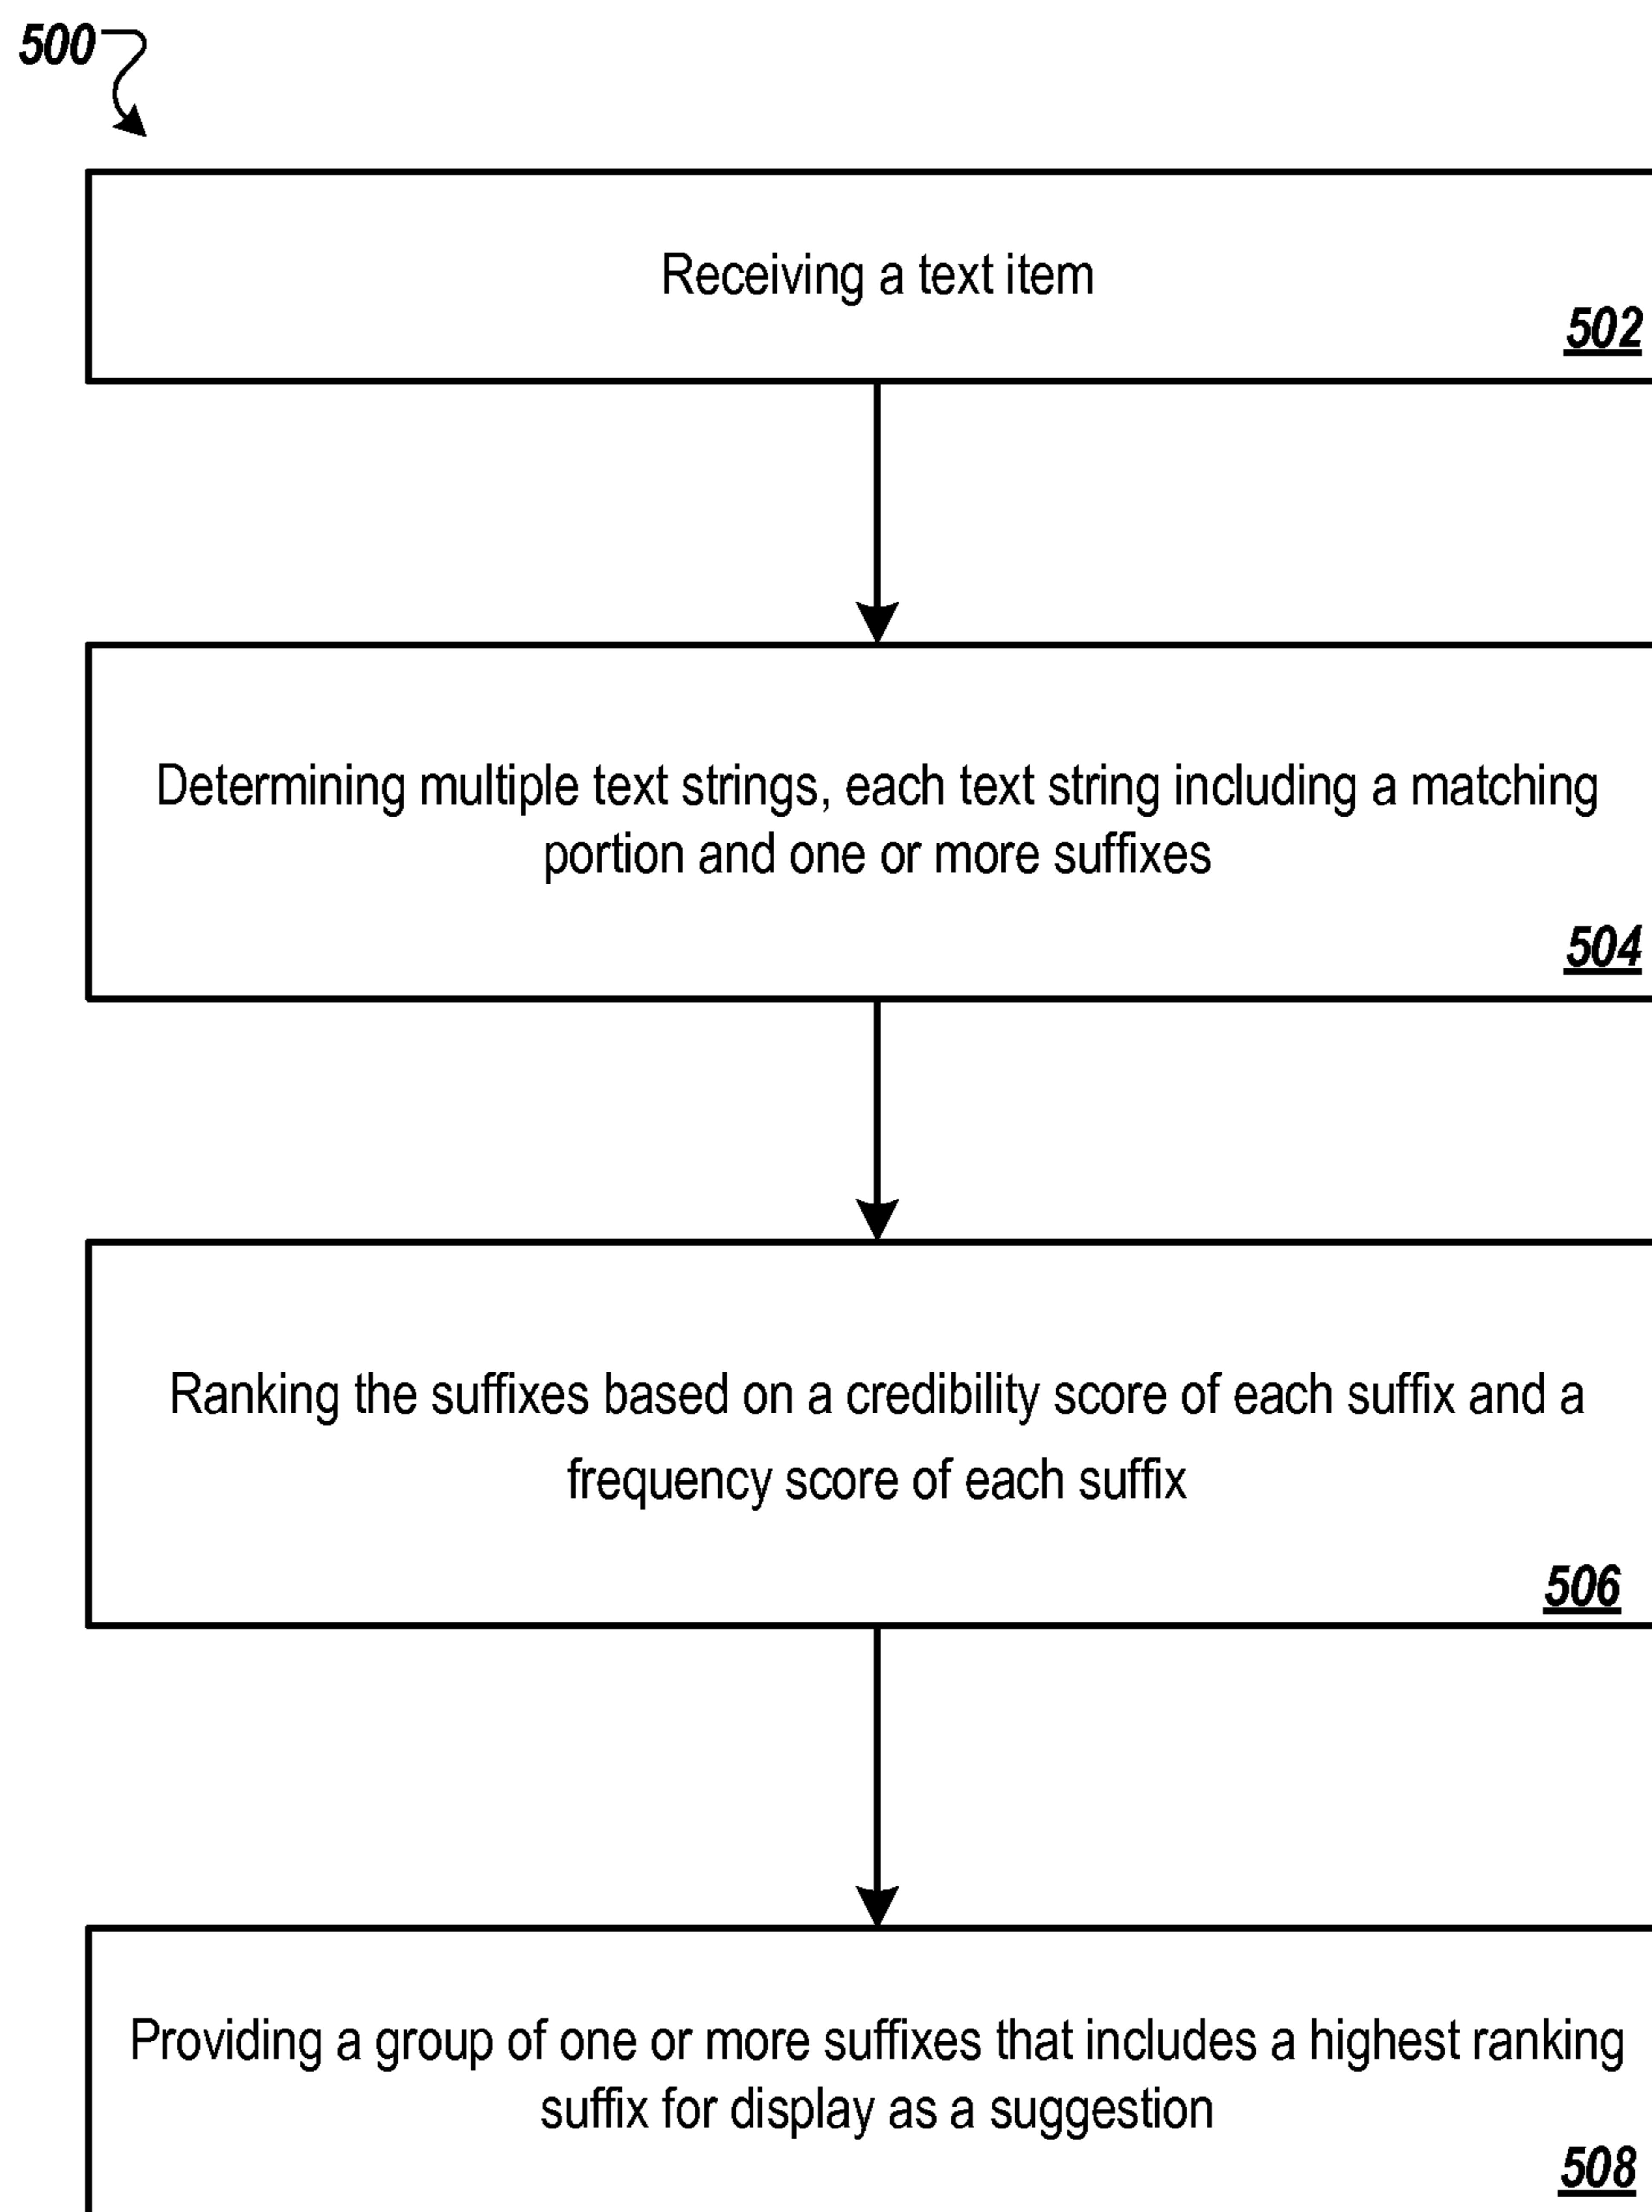 500
Receiving a text item
502
Determining multiple text strings, each text string including a matching
portion and one or more suffixes
504
Ranking the suffixes based on a credibility score of each suffix and a
frequency score of each suffix
506
Providing a group of one or more suffixes that includes a highest ranking
suffix for display as a suggestion
508